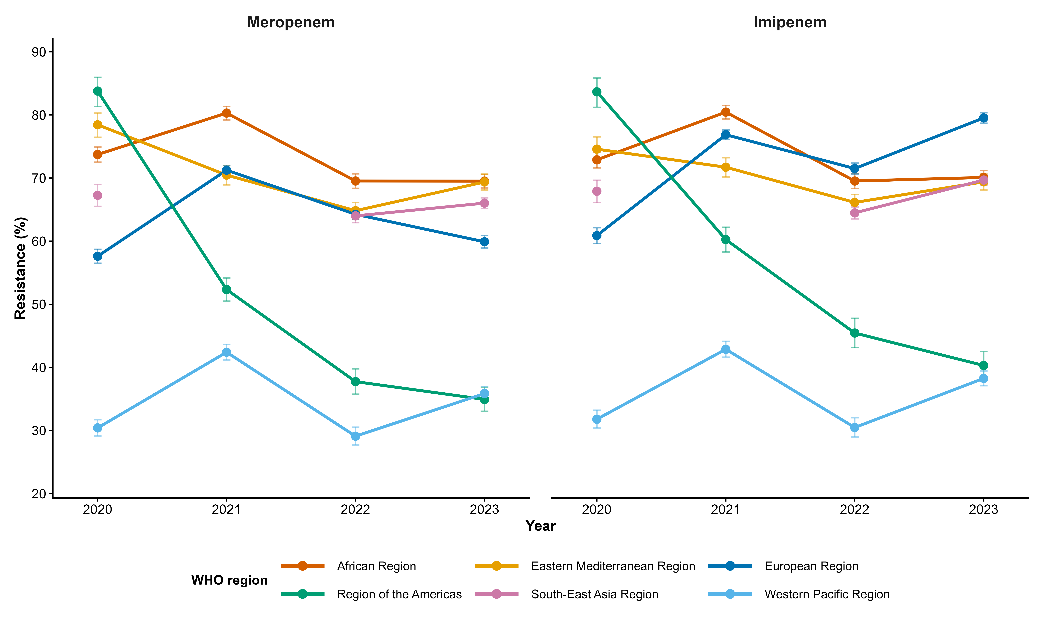 Meropenem Imipenem
Resistance (%)
90
80
70
60
50
40
30
20
2020 2021 2022 2023 2020 2021 2022 2023
Year
WHO region
African Region Eastern Mediterranean Region European Region
Region of the Americas South-East Asia Region Western Pacific Region